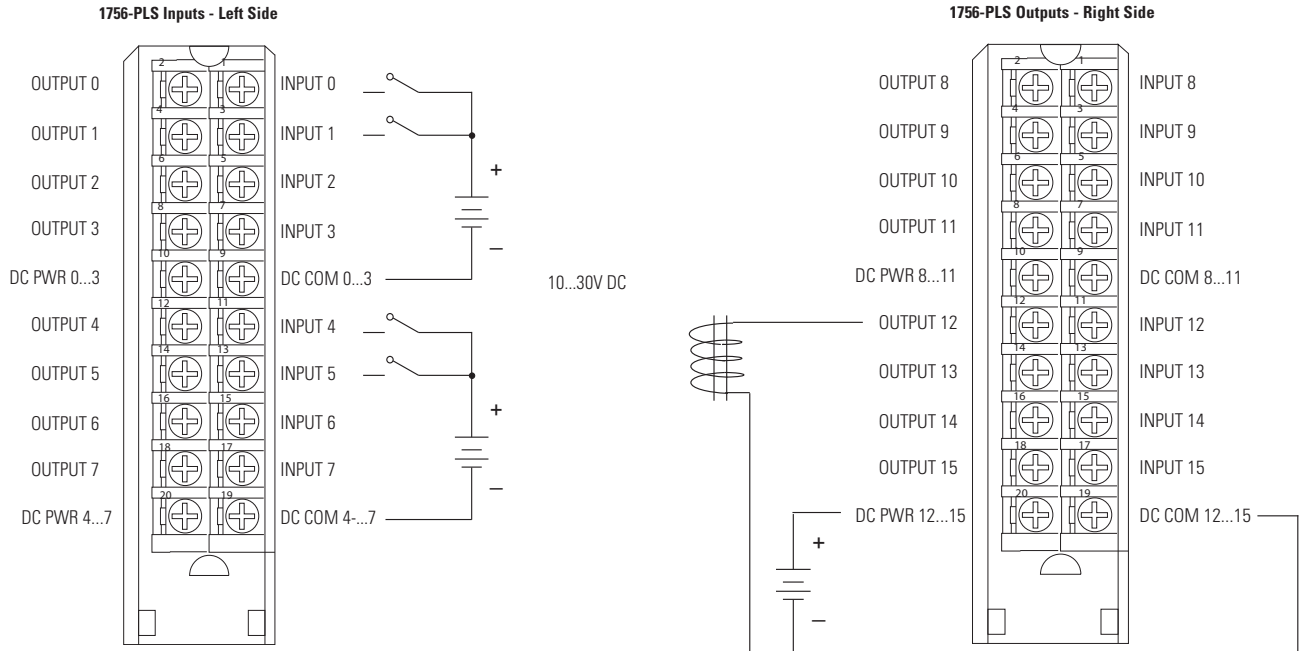 1756-PLS Inputs - Left Side
OUTPUT 0 2 1 INPUT 0
OUTPUT 1 4 3 INPUT 1
OUTPUT 2 6 5 INPUT 2
+
OUTPUT 3 8 7 INPUT 3
–
DC PWR 0...3 10 9 DC COM 0...3
OUTPUT 4 12 11 INPUT 4
OUTPUT 5 14 13 INPUT 5
+
OUTPUT 6 16 15 INPUT 6
OUTPUT 7 18 17 INPUT 7
–
DC PWR 4...7 20 19 DC COM 4-...7
10...30V DC
1756-PLS Outputs - Right Side
OUTPUT 8 2 1 INPUT 8
OUTPUT 9 4 3 INPUT 9
OUTPUT 10 6 5 INPUT 10
OUTPUT 11 8 7 INPUT 11
DC PWR 8...11 10 9 DC COM 8...11
OUTPUT 12 12 11 INPUT 12
OUTPUT 13 14 13 INPUT 13
OUTPUT 14 16 15 INPUT 14
OUTPUT 15 18 17 INPUT 15
DC PWR 12...15 20 19 DC COM 12...15
+
–